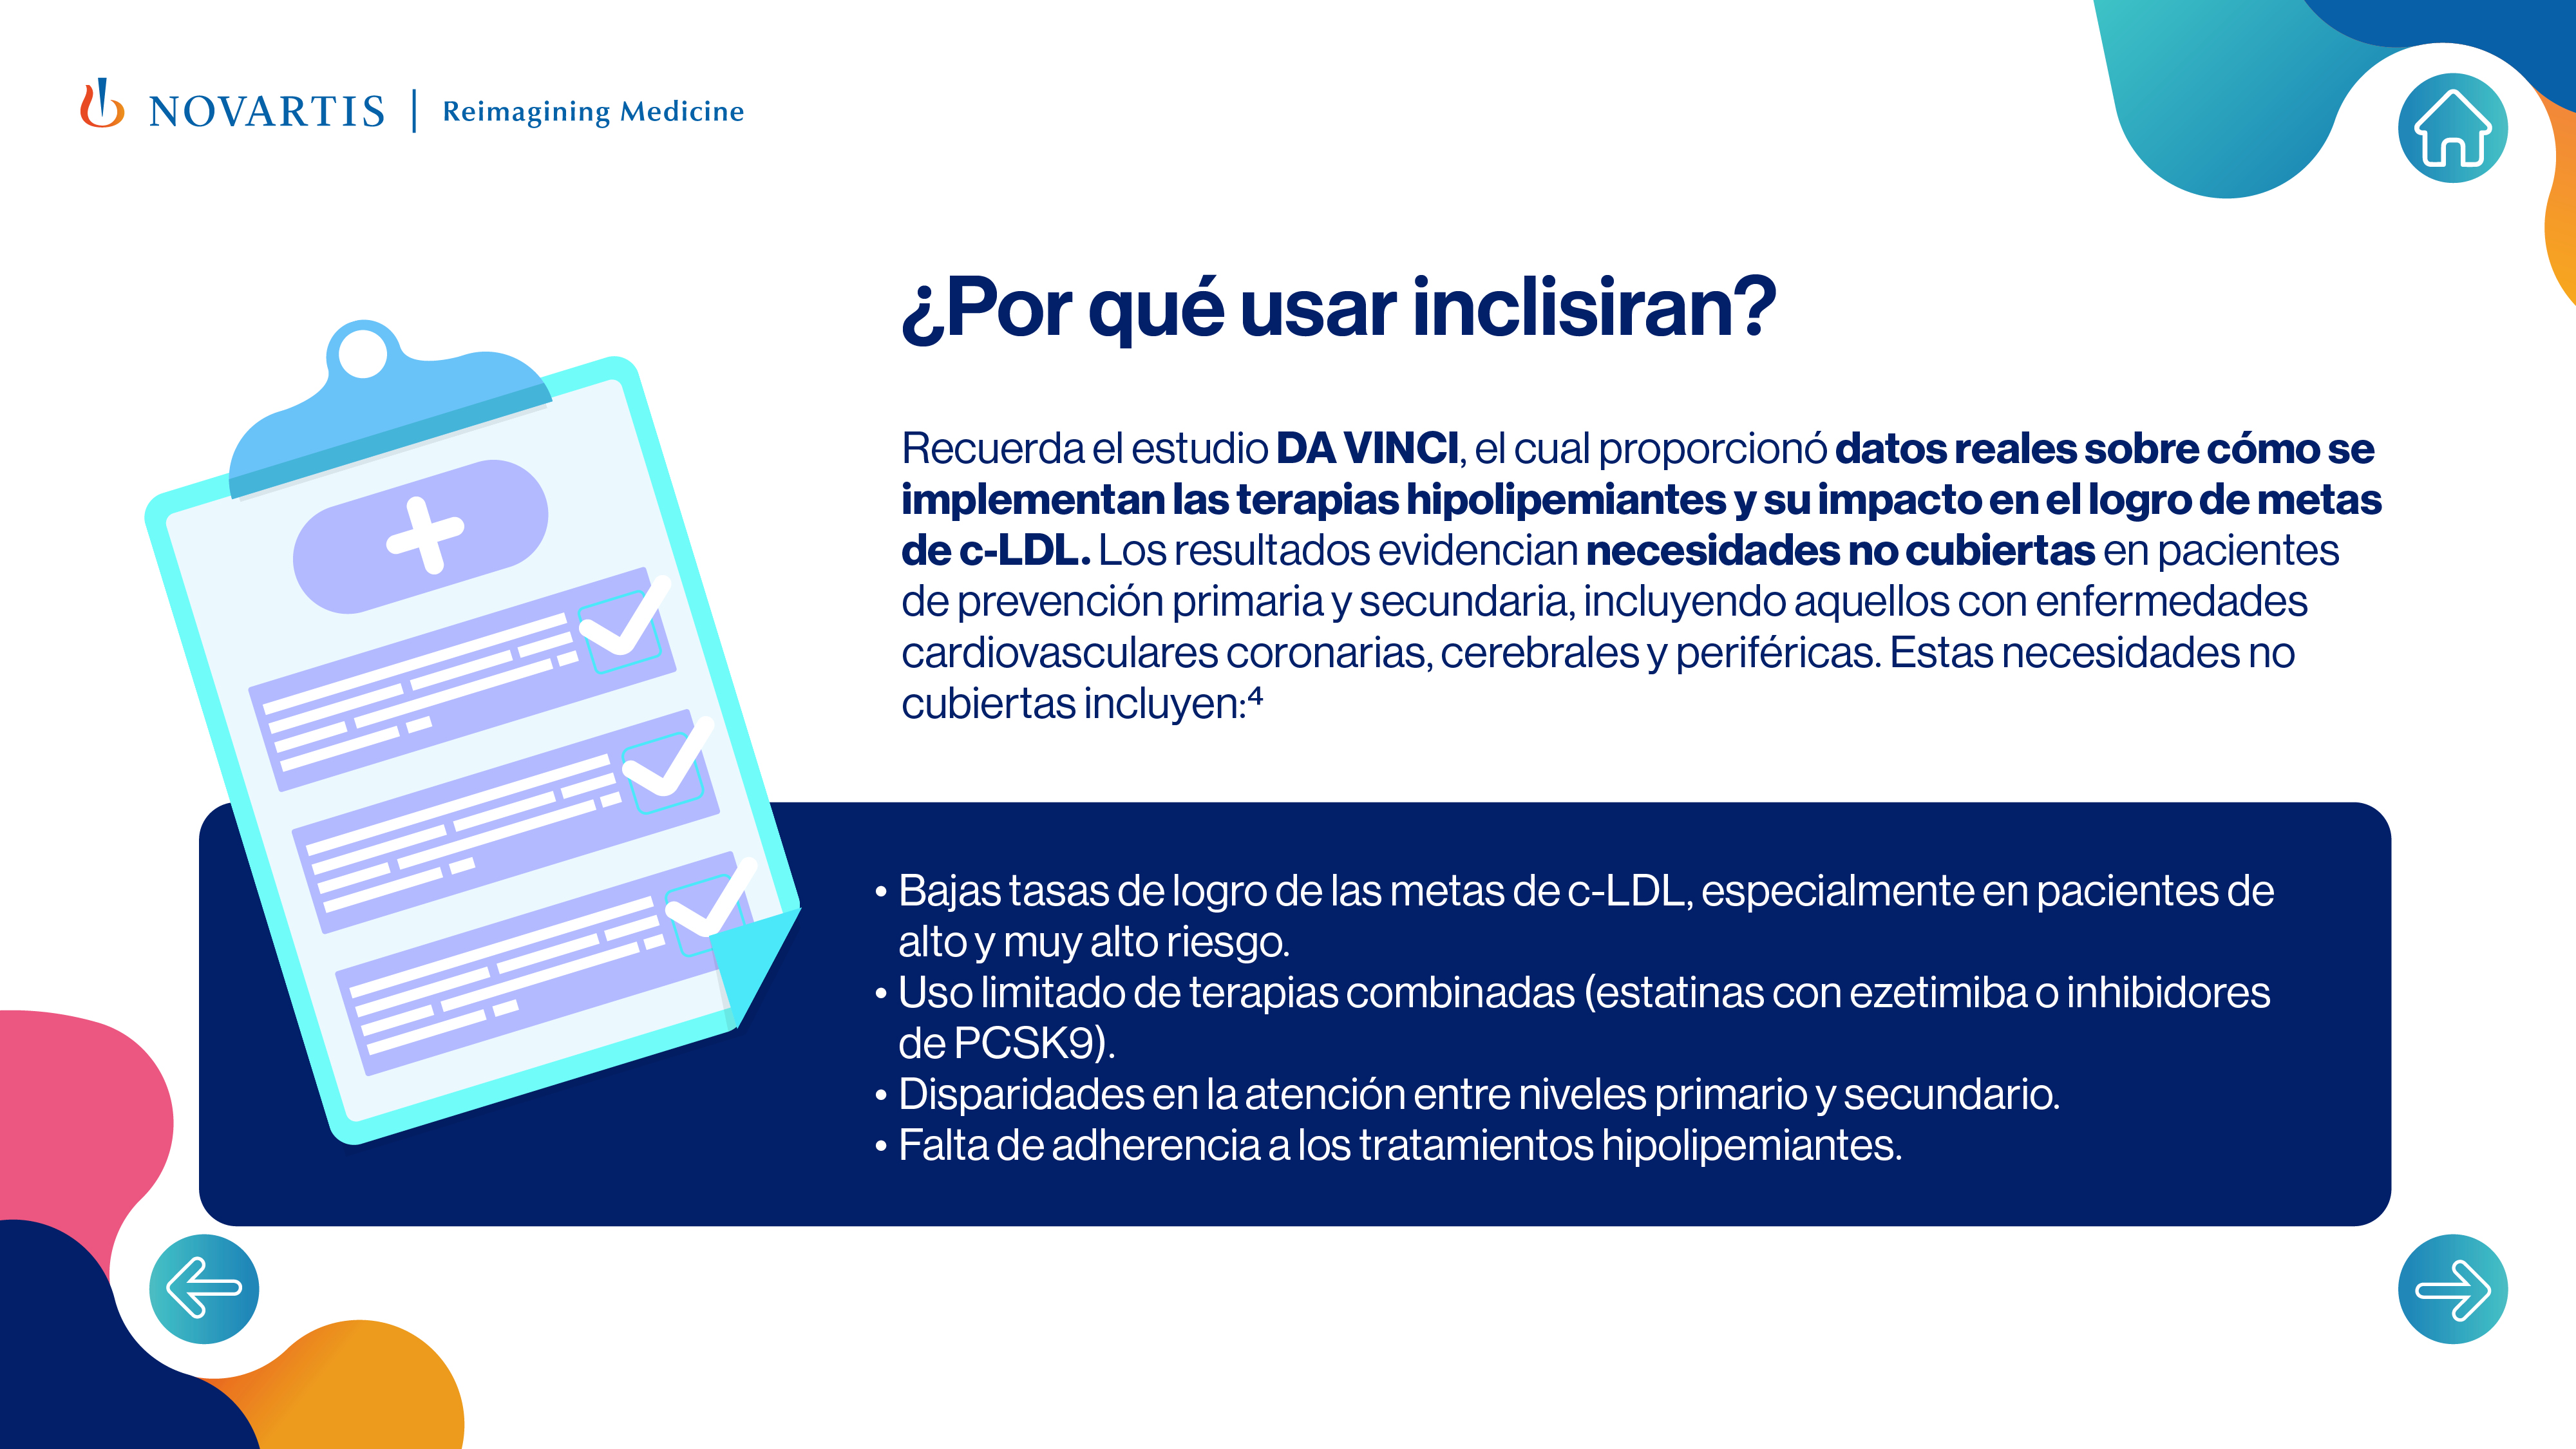 NOVARTIS | Reimagining Medicine
¿Por qué usar inclisiran?
Recuerda el estudio DA VINCI, el cual proporcionó datos reales sobre cómo se
implementan las terapias hipolipemiantes y su impacto en el logro de metas
de c-LDL. Los resultados evidencian necesidades no cubiertas en pacientes
de prevención primaria y secundaria, incluyendo aquellos con enfermedades
cardiovasculares coronarias, cerebrales y periféricas. Estas necesidades no
cubiertas incluyen:⁴
• Bajas tasas de logro de las metas de c-LDL, especialmente en pacientes de
alto y muy alto riesgo.
• Uso limitado de terapias combinadas (estatinas con ezetimiba o inhibidores
de PCSK9).
• Disparidades en la atención entre niveles primario y secundario.
• Falta de adherencia a los tratamientos hipolipemiantes.